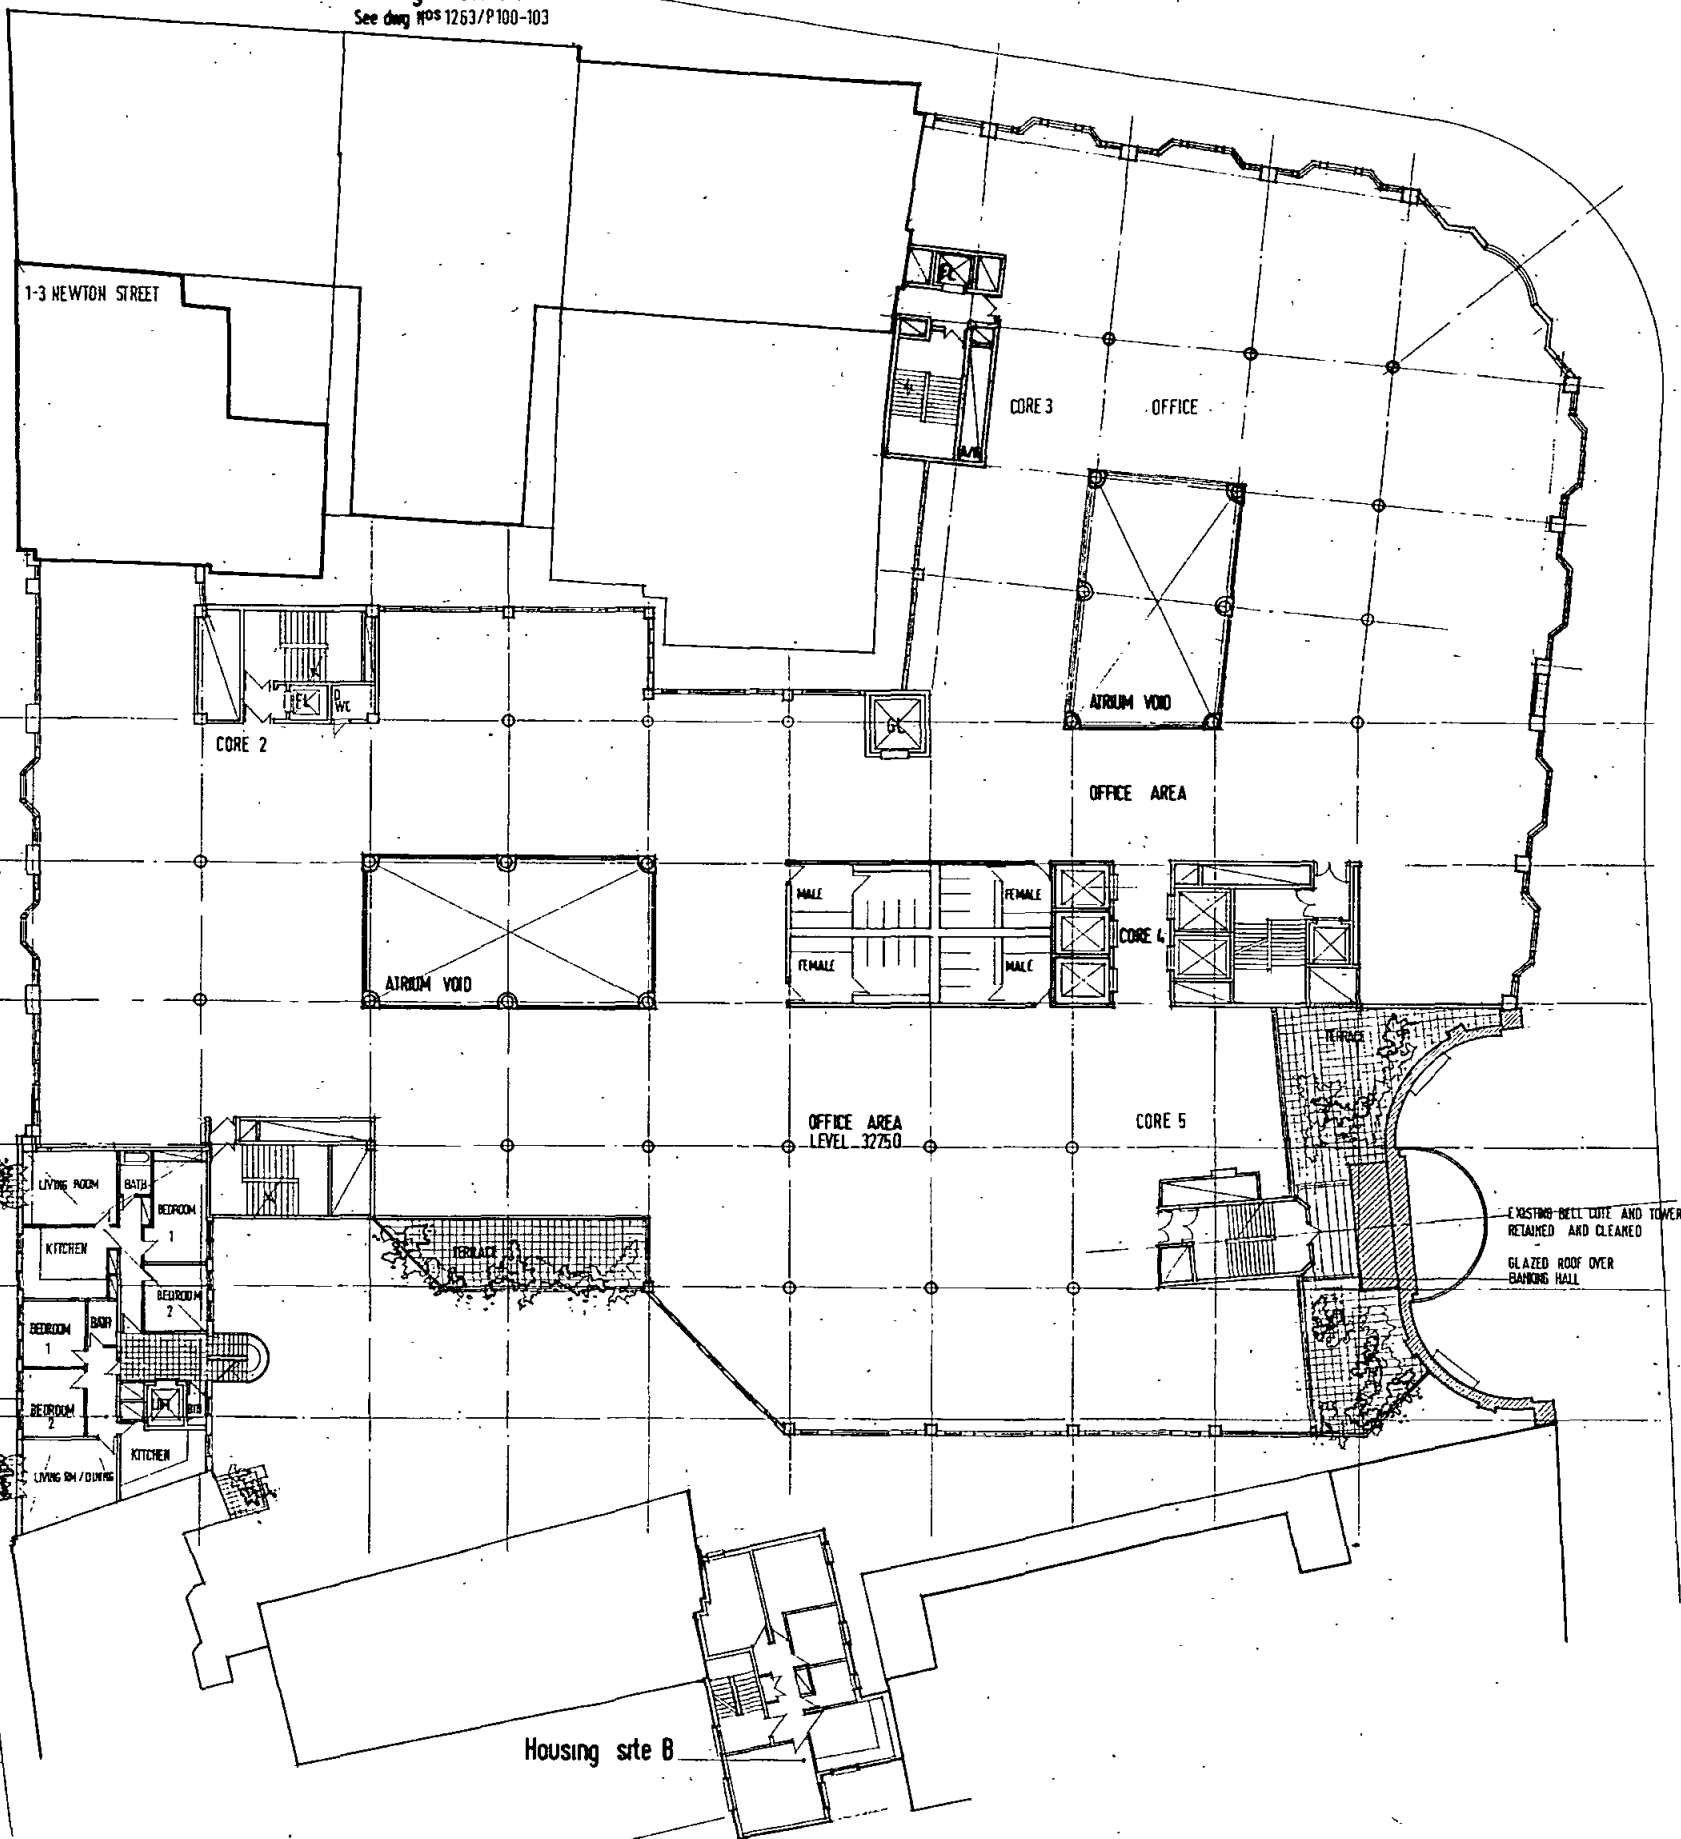 See dwg Nos 1263/P100-103
1-3 NEWTON STREET
FL
CORE 3
OFFICE
ATRIUM VOID
FL
D
WC
CORE 2
GL
OFFICE AREA
MALE
FEMALE
FEMALE
MALE
CORE 4
ATRIUM VOID
TERRACE
OFFICE AREA
LEVEL 32750
CORE 5
LIVING ROOM
BATH
BEDROOM
1
KITCHEN
BEDROOM
2
TERRACE
EXISTING BELL COTE AND TOWER
RETAINED AND CLEANED
GLAZED ROOF OVER
BANKING HALL
BEDROOM
1
BATH
BEDROOM
2
LIFT
KITCHEN
LIVING RM / DINING
Housing site B